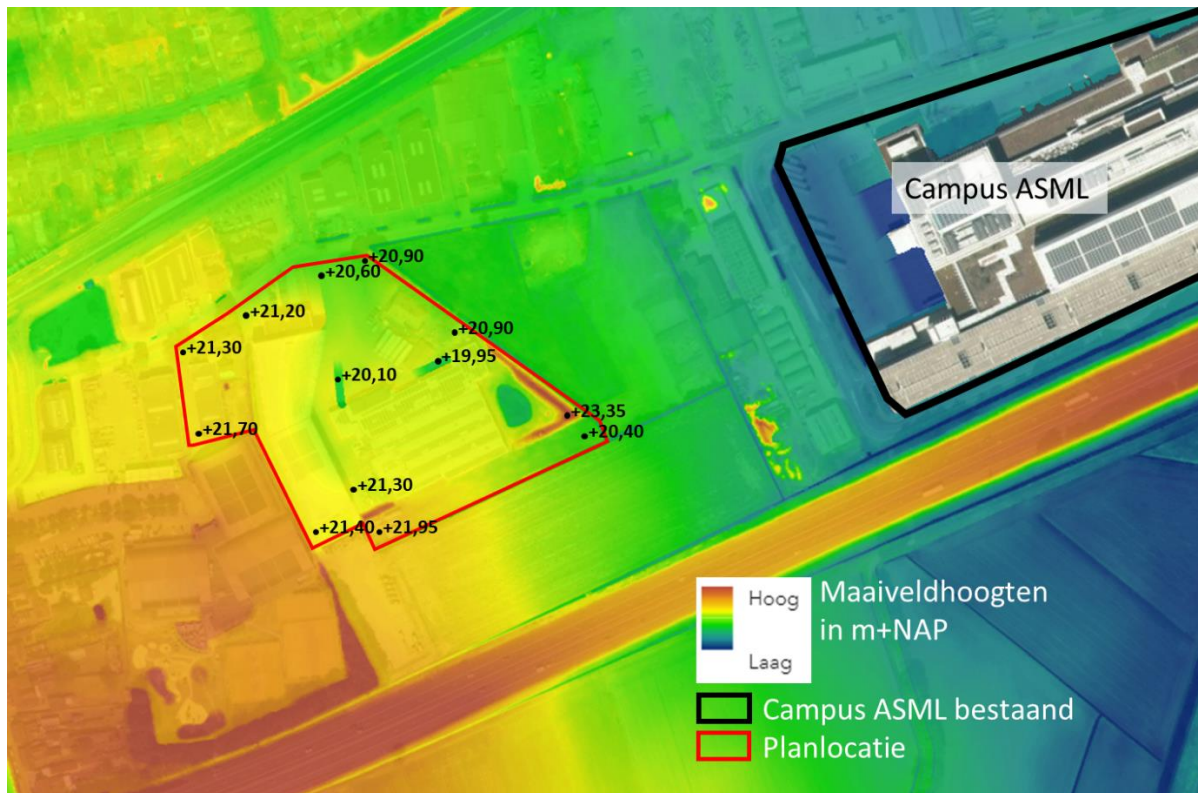 Campus ASML
+20,90
+20,60
+21,20
+20,90
+21,30
+19,95
+20,10
+23,35
+21,70
+20,40
+21,30
+21,40
+21,95
Hoog
Laag
Maaiveldhoogten
in m+NAP
Campus ASML bestaand
Planlocatie